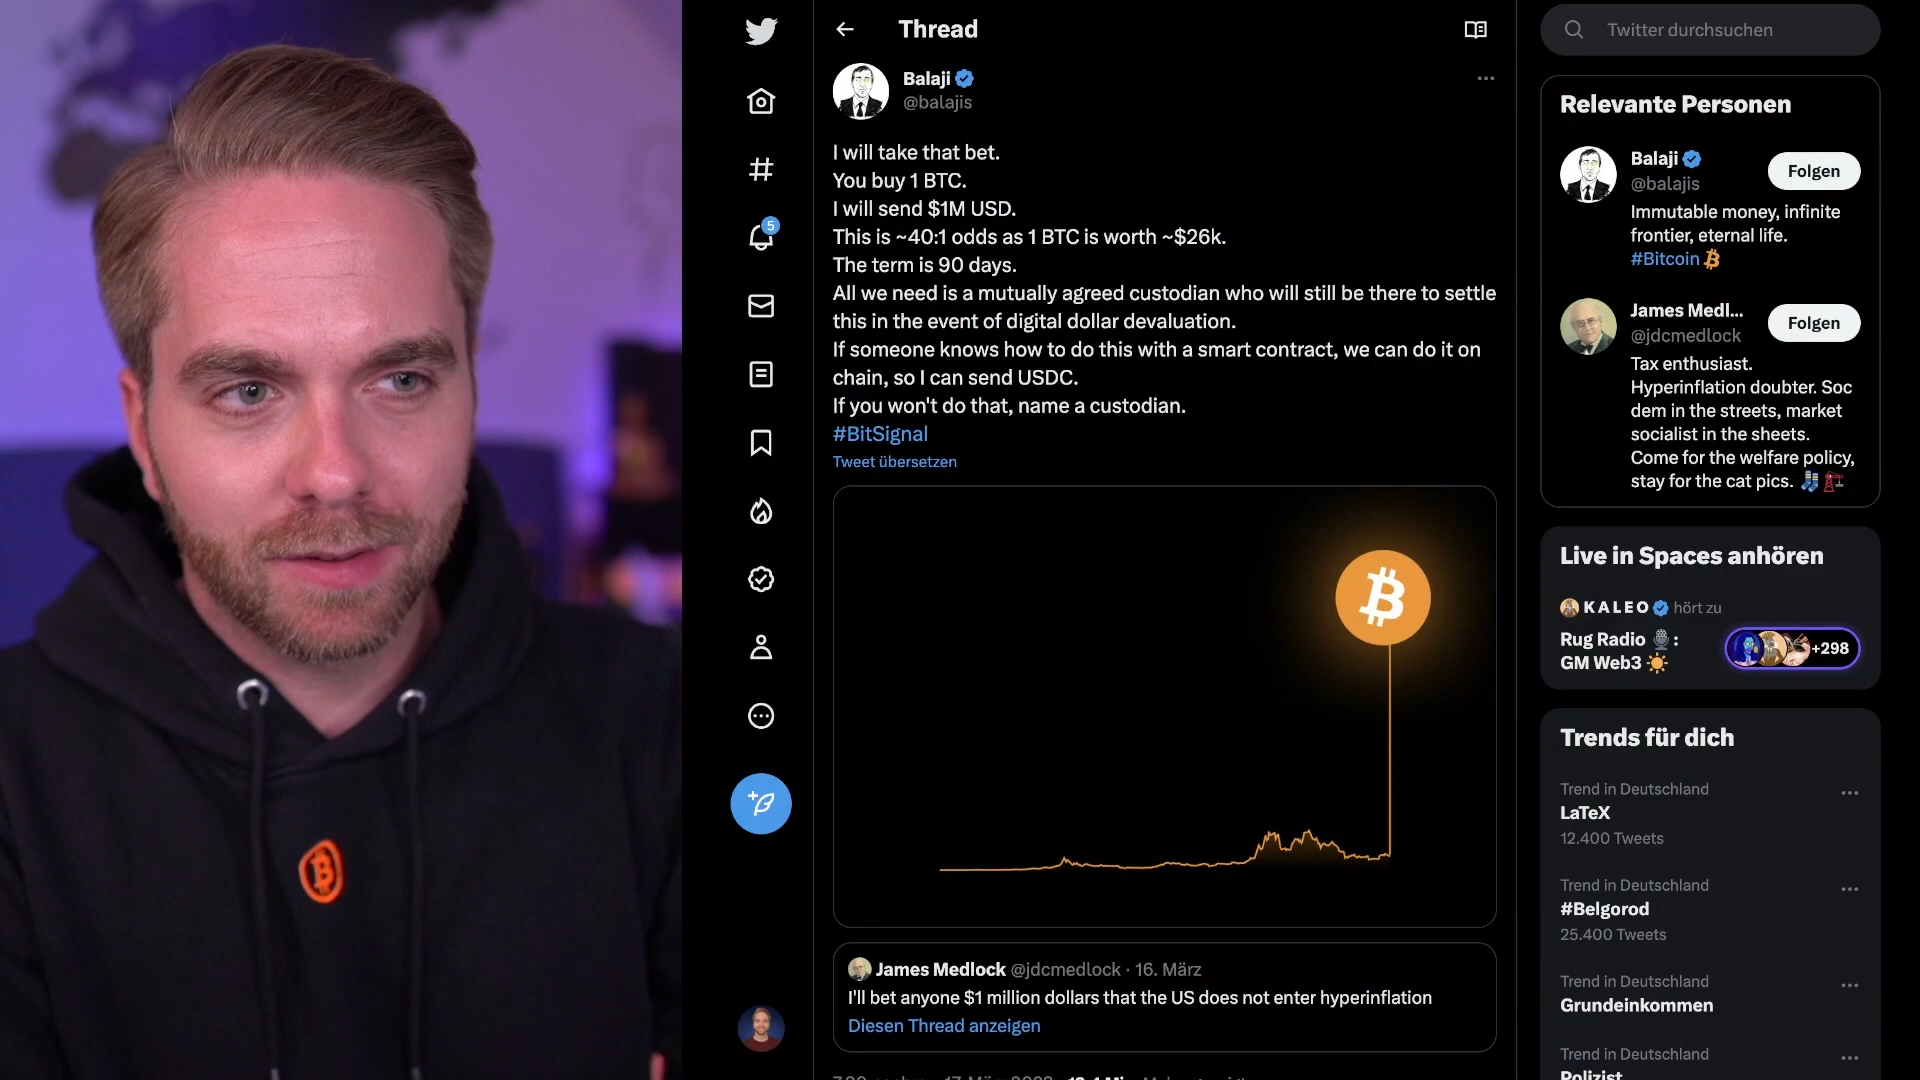 Thread
Balaji
@balajis
I will take that bet.
You buy 1 BTC.
I will send $1M USD.
This is ~40:1 odds as 1 BTC is worth ~$26k.
The term is 90 days.
All we need is a mutually agreed custodian who will still be there to settle
this in the event of digital dollar devaluation.
If someone knows how to do this with a smart contract, we can do it on
chain, so I can send USDC.
If you won't do that, name a custodian.
#BitSignal
Tweet übersetzen
James Medlock @jdcmedlock · 16. März
I'll bet anyone $1 million dollars that the US does not enter hyperinflation
Diesen Thread anzeigen
5
Twitter durchsuchen
Relevante Personen
Balaji
@balajis
Folgen
Immutable money, infinite
frontier, eternal life.
#Bitcoin
James Medl...
@jdcmedlock
Folgen
Tax enthusiast.
Hyperinflation doubter. Soc
dem in the streets, market
socialist in the sheets.
Come for the welfare policy,
stay for the cat pics.
Live in Spaces anhören
KALEO hört zu
Rug Radio :
GM Web3
+298
Trends für dich
Trend in Deutschland
LaTeX
12.400 Tweets
Trend in Deutschland
#Belgorod
25.400 Tweets
Trend in Deutschland
Grundeinkommen
Trend in Deutschland
Polizist